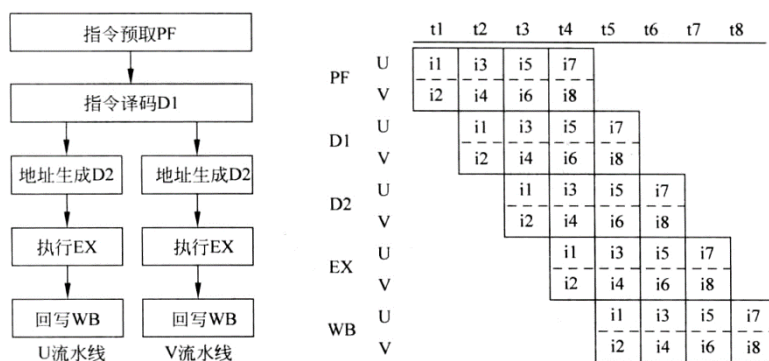 指令预取PF
指令译码D1
地址生成D2 地址生成D2
执行EX 执行EX
回写WB 回写WB
U流水线 V流水线
t1 t2 t3 t4 t5 t6 t7 t8
PF
U i1 i3 i5 i7
V i2 i4 i6 i8
D1
U i1 i3 i5 i7
V i2 i4 i6 i8
D2
U i1 i3 i5 i7
V i2 i4 i6 i8
EX
U i1 i3 i5 i7
V i2 i4 i6 i8
WB
U i1 i3 i5 i7
V i2 i4 i6 i8